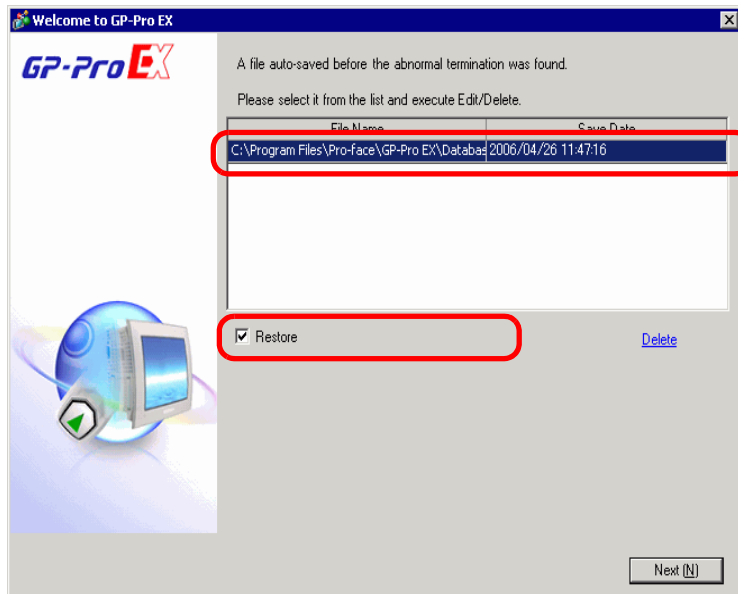 Welcome to GP-Pro EX
GP-Pro EX
A file auto-saved before the abnormal termination was found.
Please select it from the list and execute Edit/Delete.
File Name Save Date
C:\Program Files\Pro-face\GP-Pro EX\Databas 2006/04/26 11:47:16
Restore
Delete
Next (N)